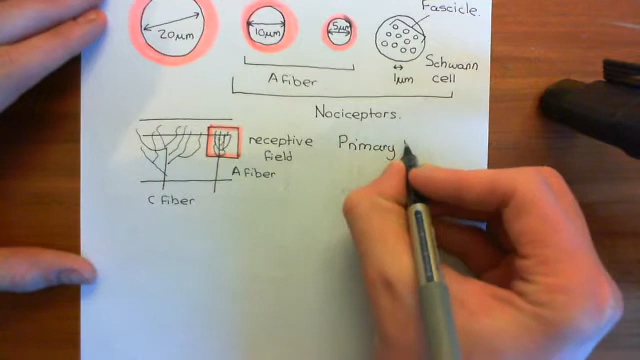 Fascicle.
20μm
10μm
5μm
1μm
Schwann
cell
A fiber
Nociceptors.
receptive
field
Primary
A fiber
C fiber